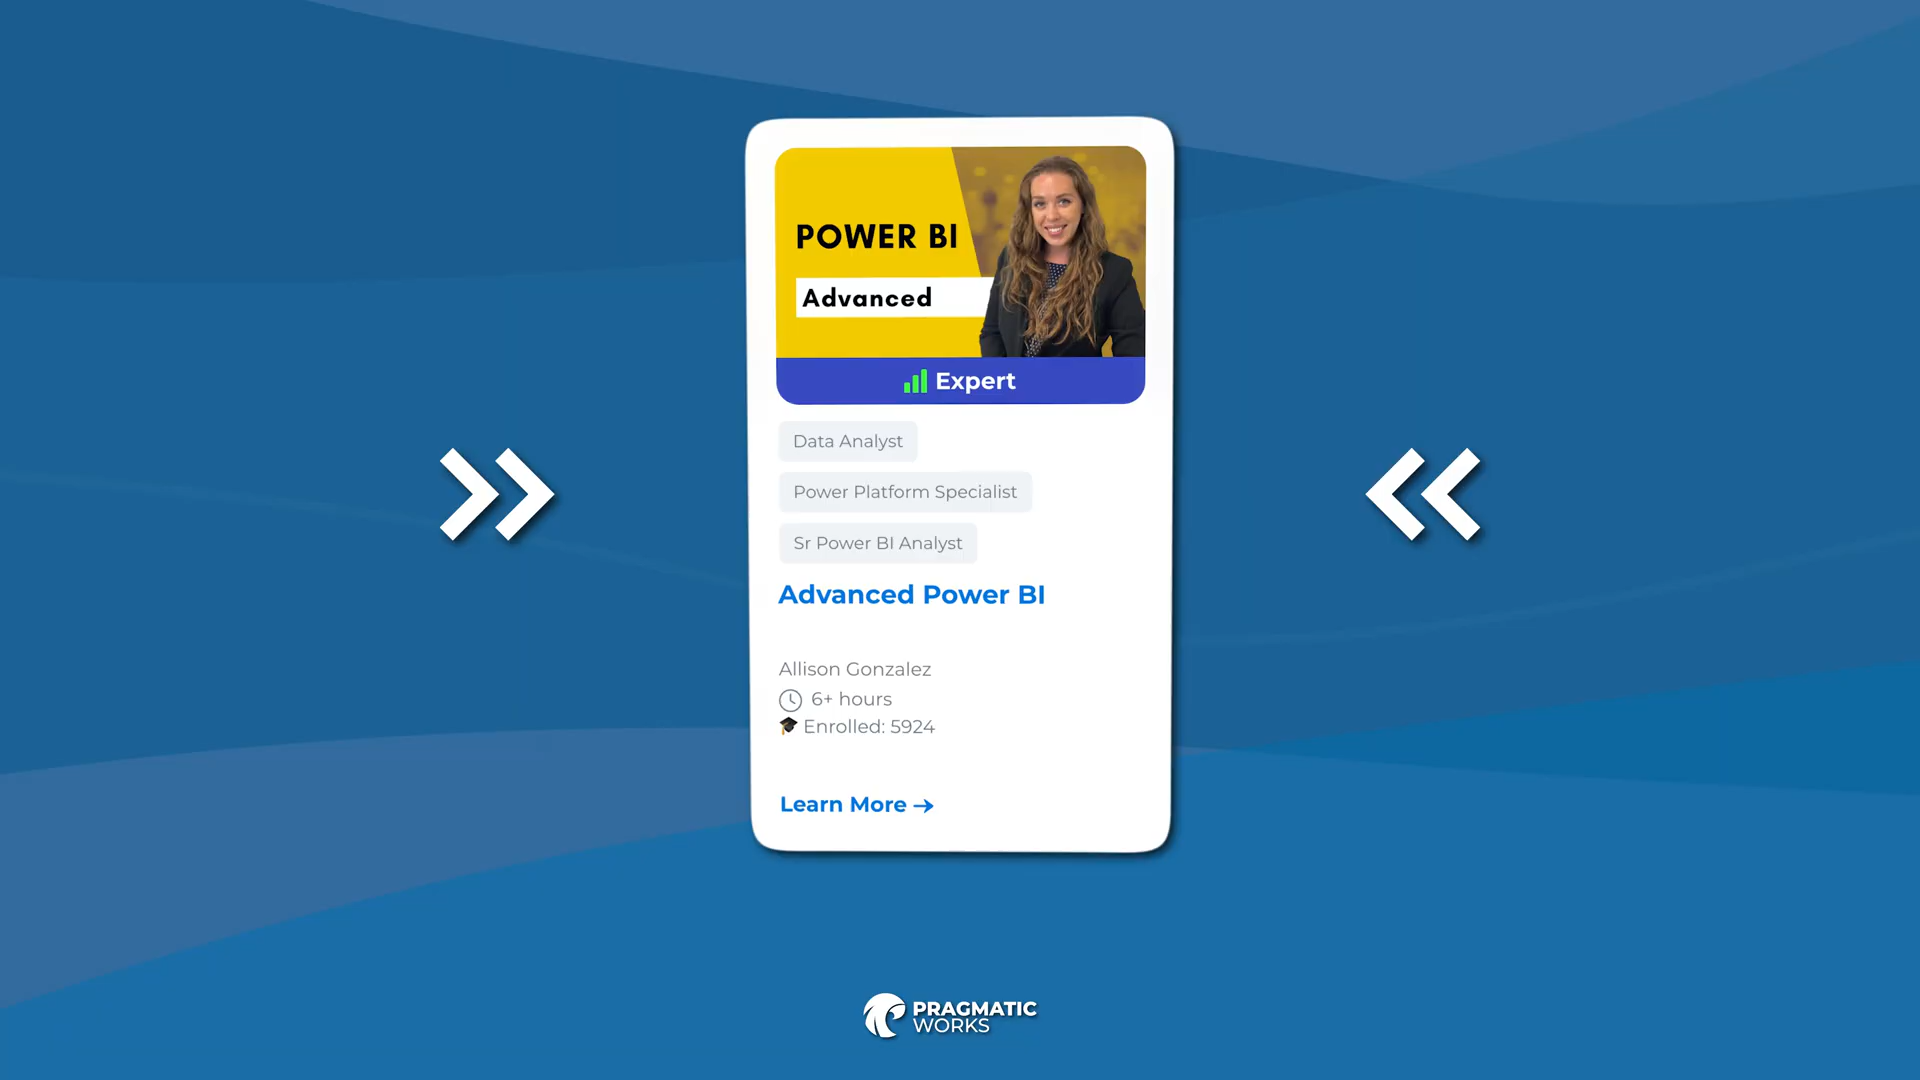 POWER BI
Advanced
Expert
Data Analyst
Power Platform Specialist
Sr Power BI Analyst
Advanced Power BI
Allison Gonzalez
6+ hours
Enrolled: 5924
Learn More →
PRAGMATIC
WORKS